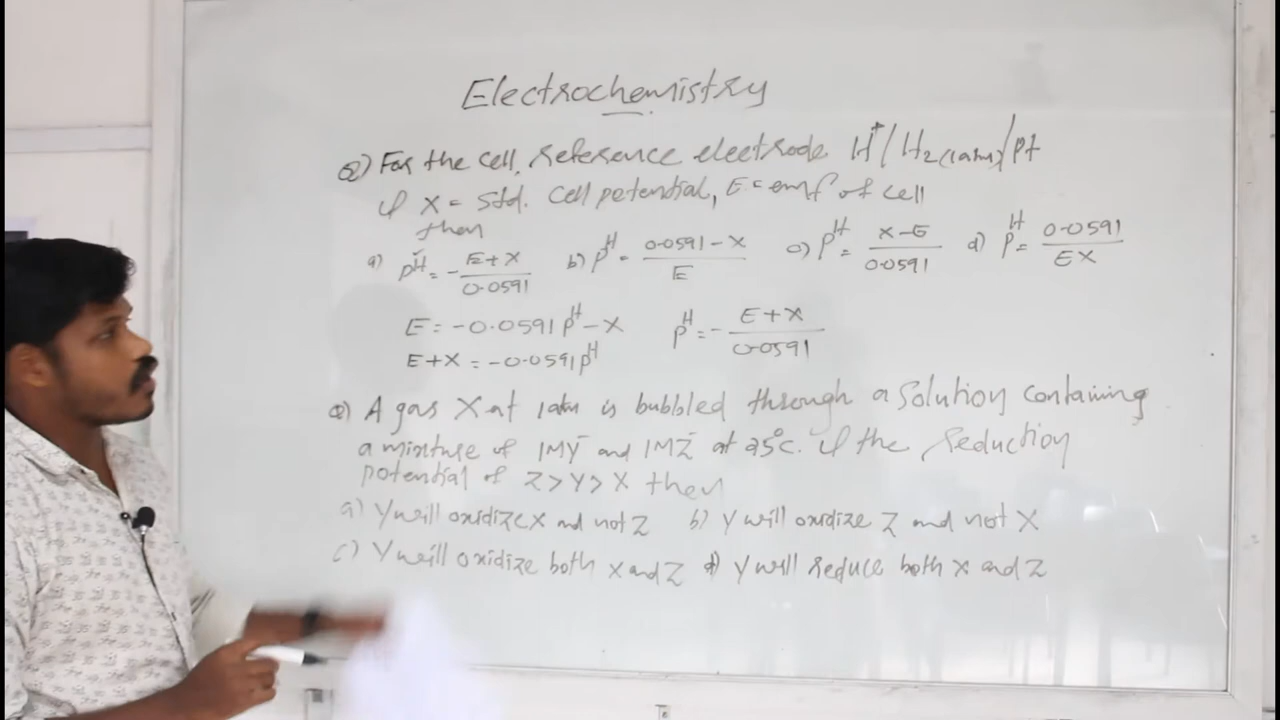 Electrochemistry
Q) For the cell, reference electrode H⁺/H₂(1atm)/Pt
if X = std. cell potential, E = emf of cell
then
a) pH = - E+X / 0.0591 b) pH = 0.0591-X / E c) pH = X-E / 0.0591 d) pH = 0.0591 / EX
E = -0.0591 pH - X pH = - E+X / 0.0591
E+X = -0.0591 pH
Q) A gas X at 1atm is bubbled through a solution containing
a mixture of 1MY⁻ and 1MZ⁻ at 25°c. if the reduction
potential of Z>Y>X then
a) Y will oxidize X and not Z b) Y will oxidize Z and not X
c) Y will oxidize both X and Z d) Y will reduce both X and Z